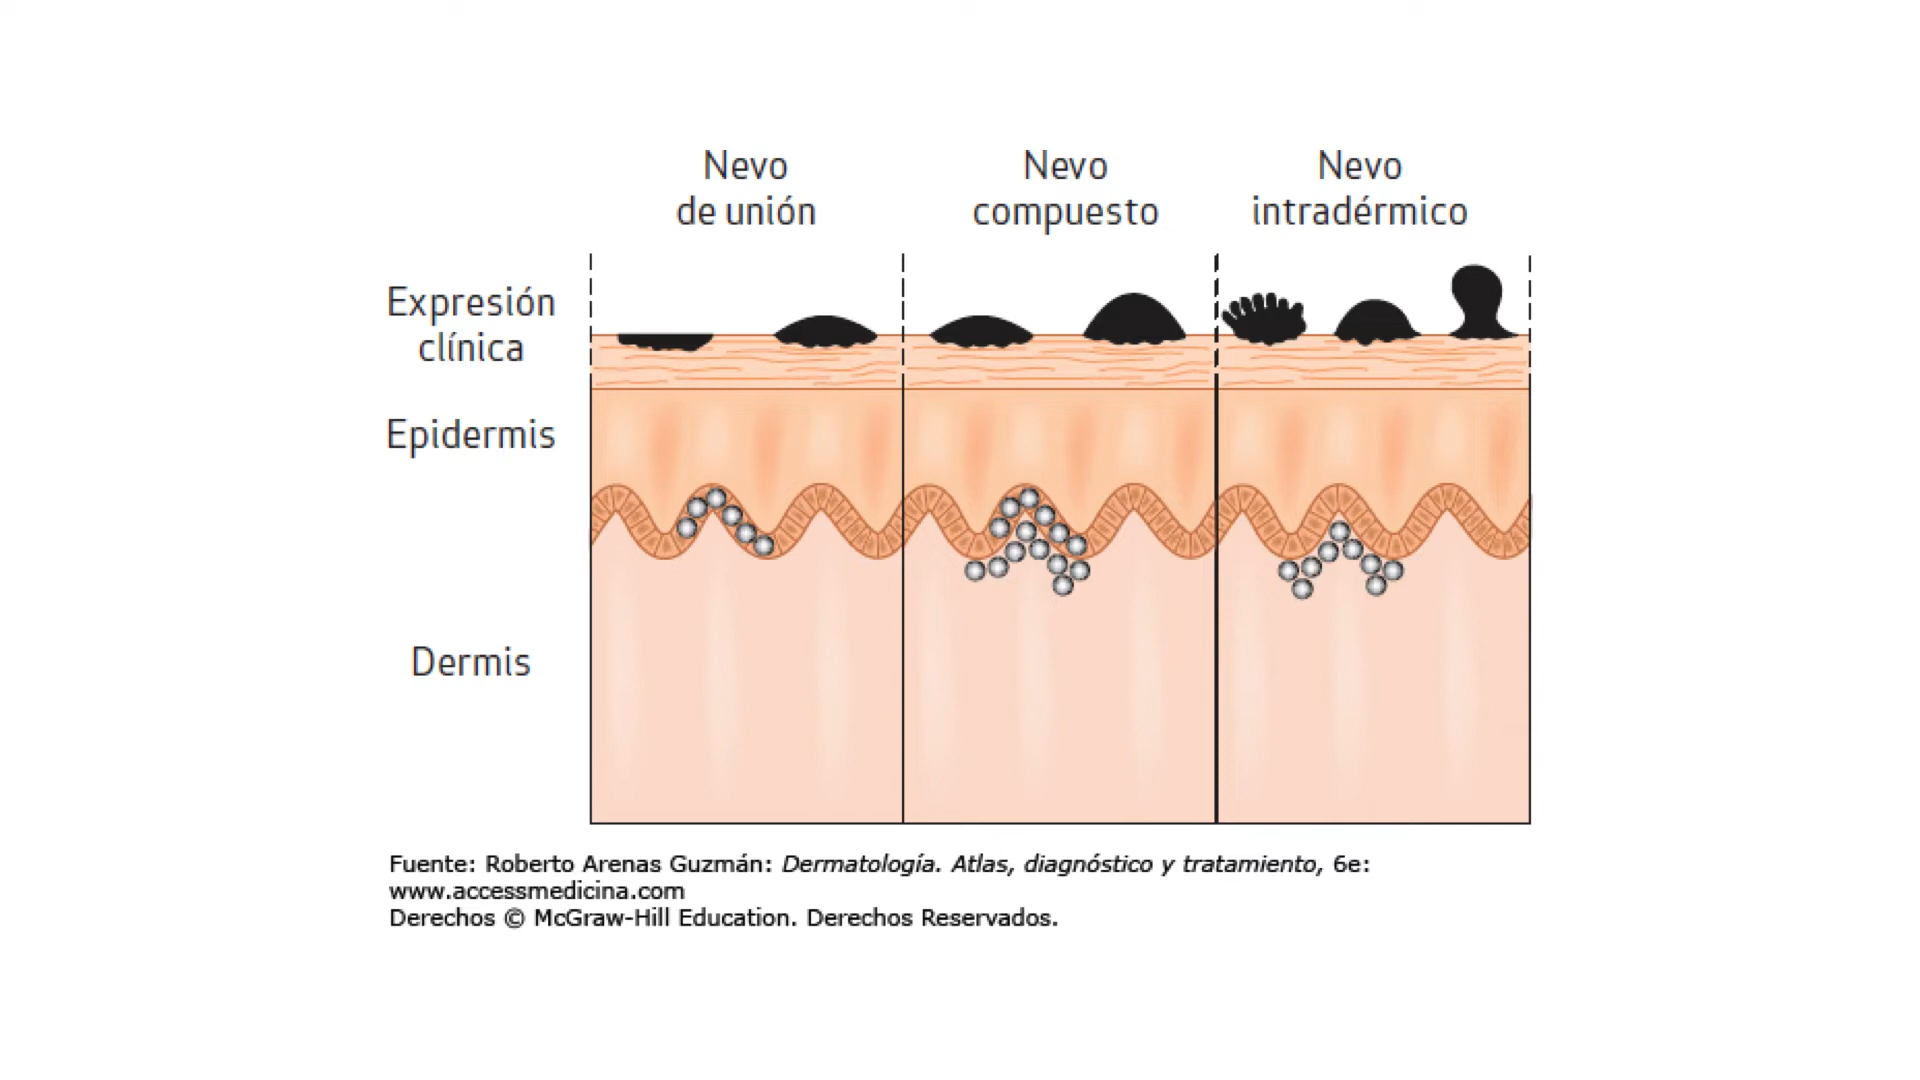 Nevo
de unión
Nevo
compuesto
Nevo
intradérmico
Expresión
clínica
Epidermis
Dermis
Fuente: Roberto Arenas Guzmán: Dermatología. Atlas, diagnóstico y tratamiento, 6e:
www.accessmedicina.com
Derechos © McGraw-Hill Education. Derechos Reservados.